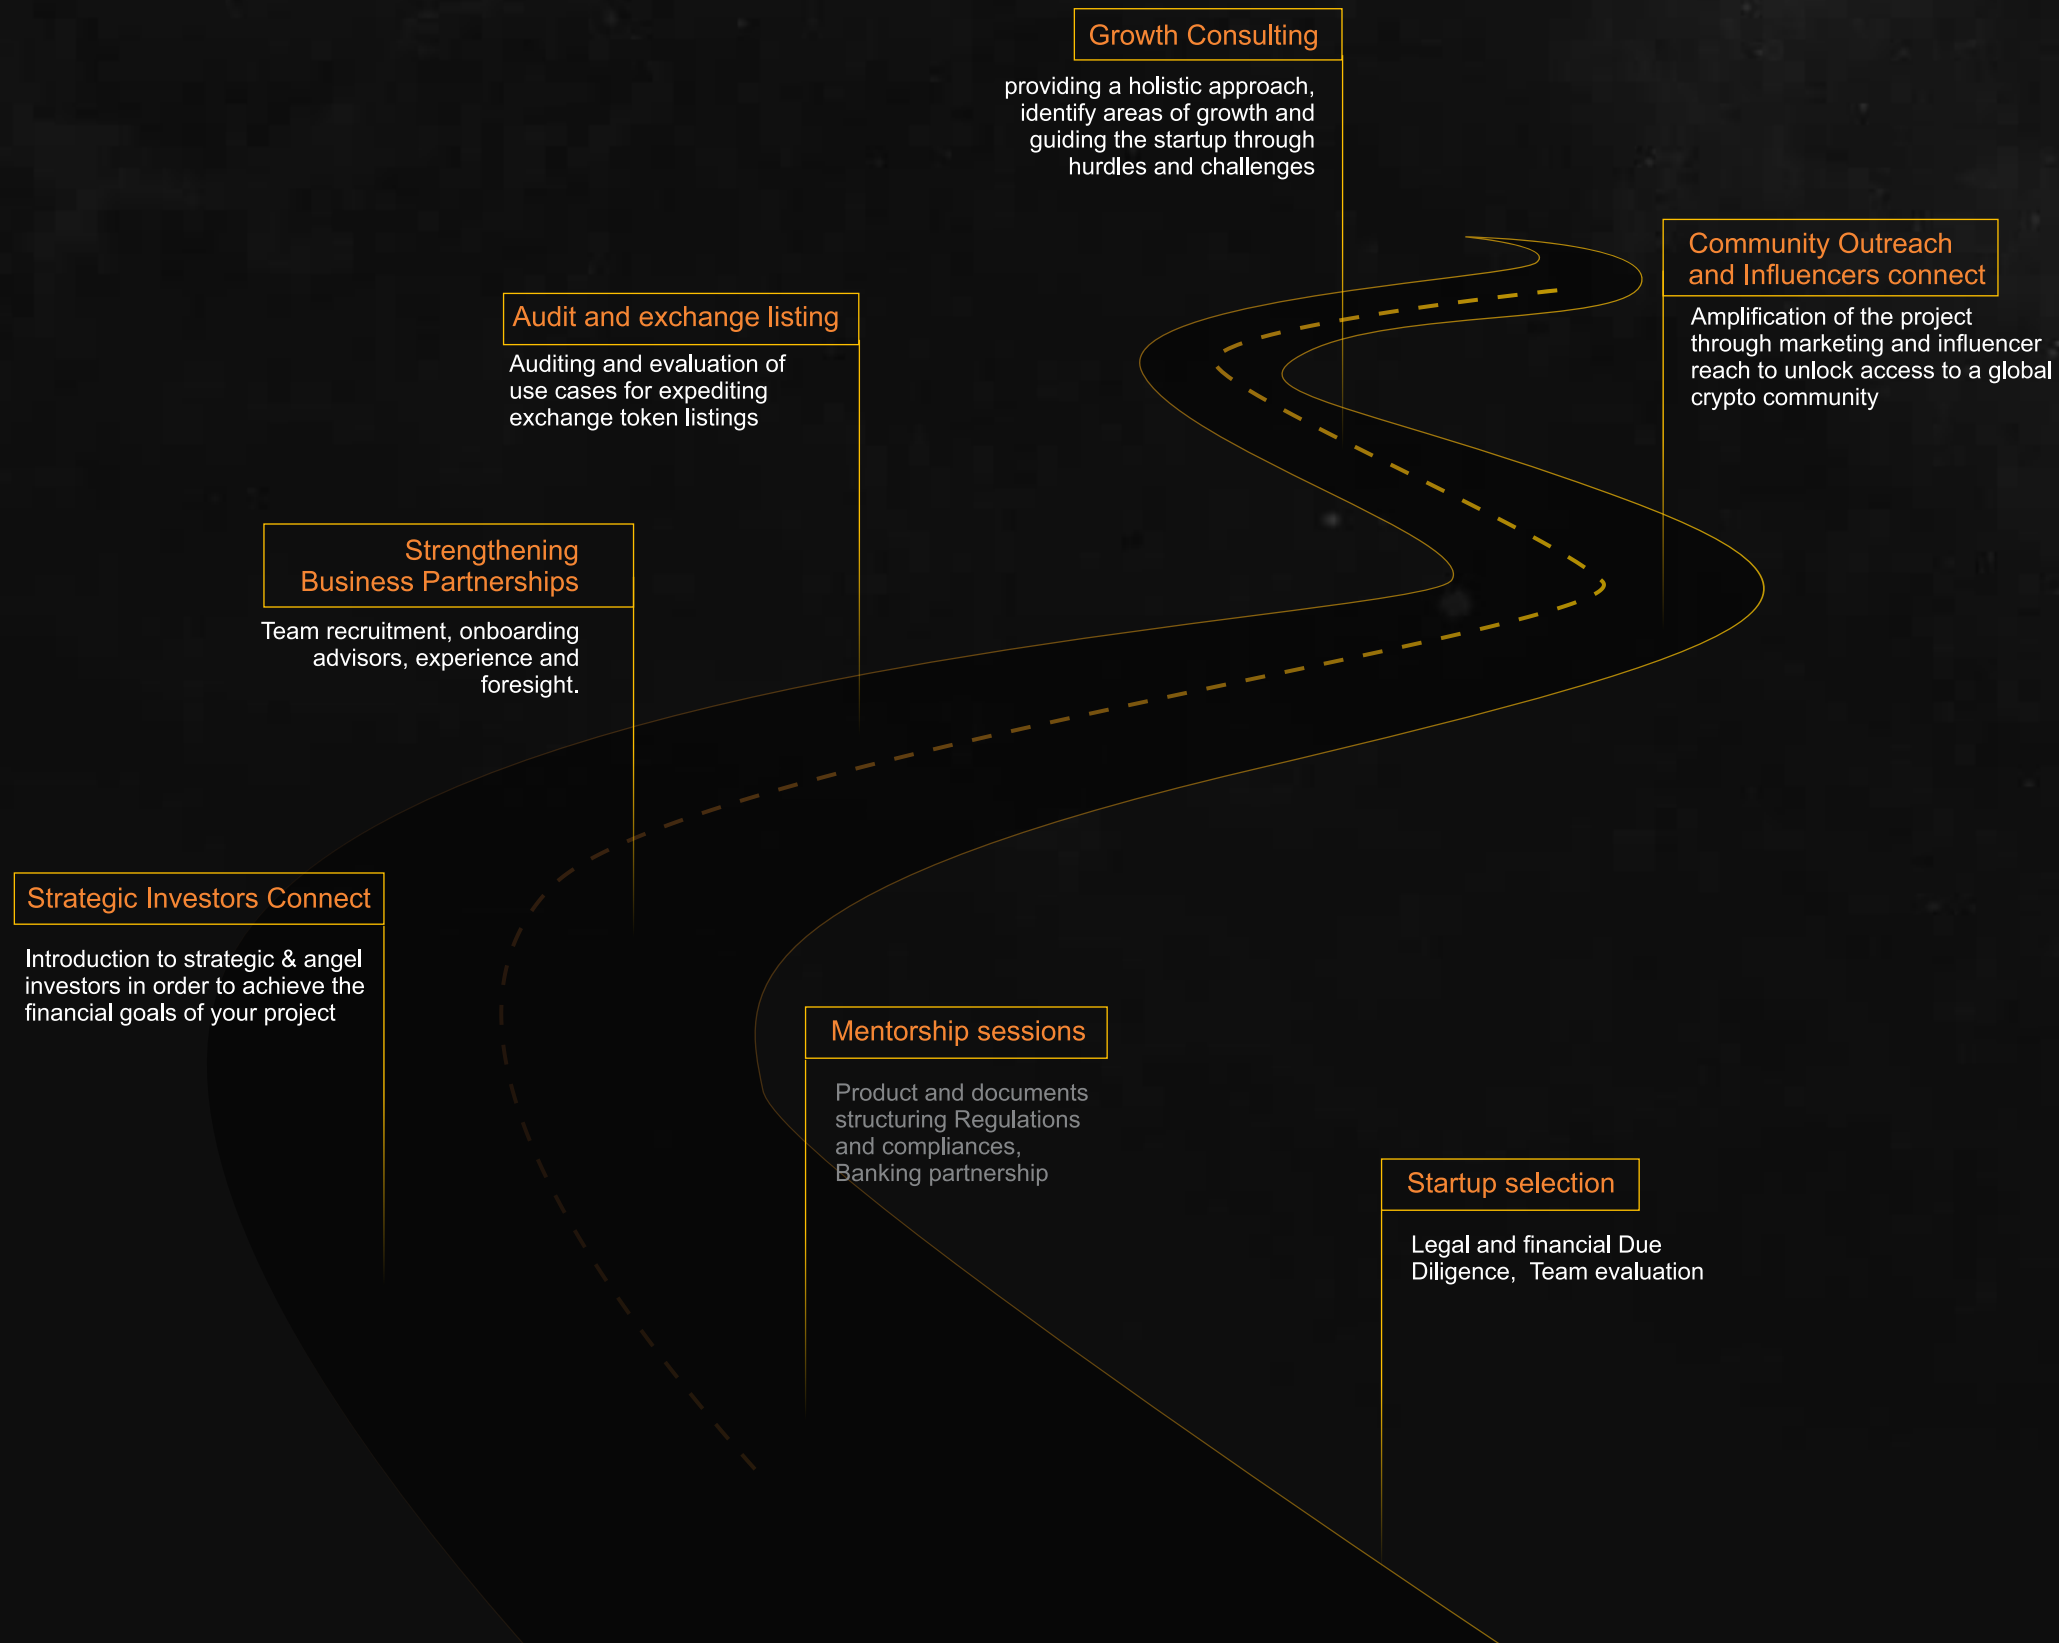 Growth Consulting
providing a holistic approach,
identify areas of growth and
guiding the startup through
hurdles and challenges
Community Outreach
and Influencers connect
Amplification of the project
through marketing and influencer
reach to unlock access to a global
crypto community
Audit and exchange listing
Auditing and evaluation of
use cases for expediting
exchange token listings
Strengthening
Business Partnerships
Team recruitment, onboarding
advisors, experience and
foresight.
Strategic Investors Connect
Introduction to strategic & angel
investors in order to achieve the
financial goals of your project
Mentorship sessions
Product and documents
structuring Regulations
and compliances,
Banking partnership
Startup selection
Legal and financial Due
Diligence,  Team evaluation